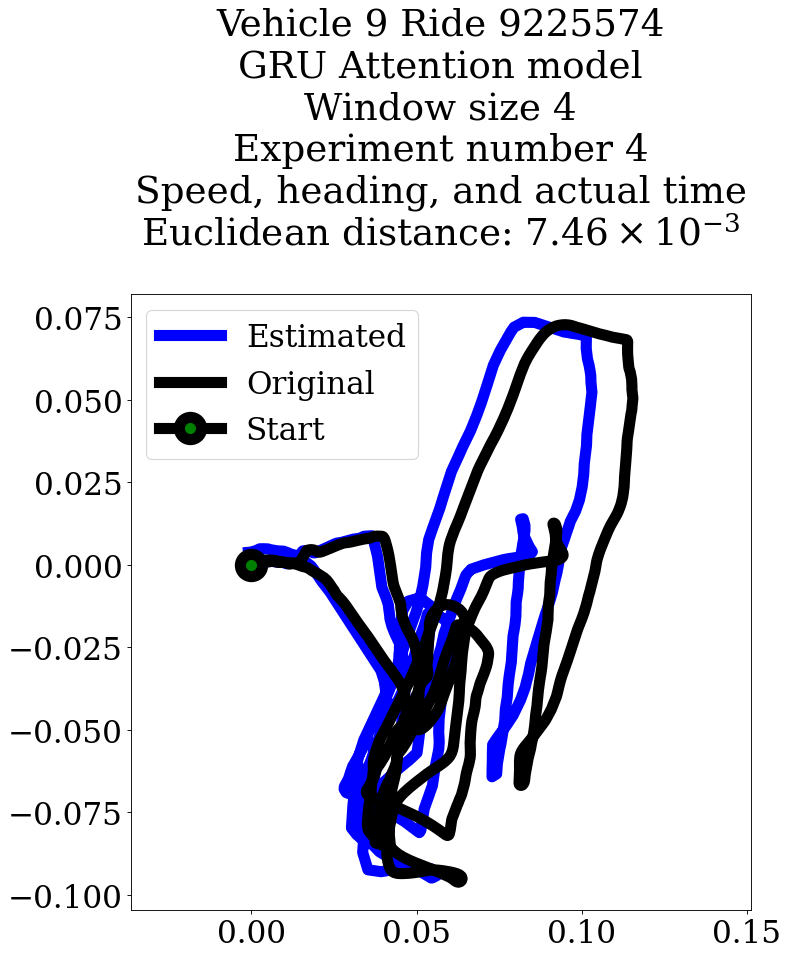 Vehicle 9 Ride 9225574
GRU Attention model
Window size 4
Experiment number 4
Speed, heading, and actual time
Euclidean distance: 7.46 × 10⁻³
Estimated
Original
Start
0.075
0.050
0.025
0.000
−0.025
−0.050
−0.075
−0.100
0.00 0.05 0.10 0.15